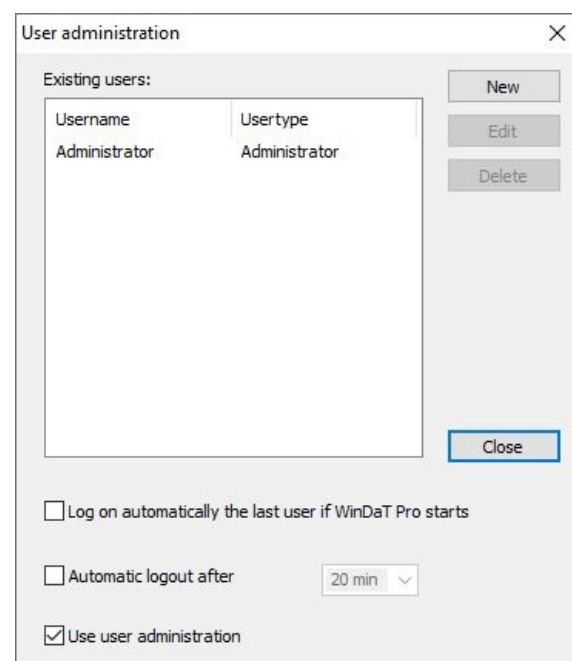 User administration
Existing users:
New
Username Usertype
Edit
Administrator Administrator
Delete
Close
Log on automatically the last user if WinDaT Pro starts
Automatic logout after 20 min
Use user administration